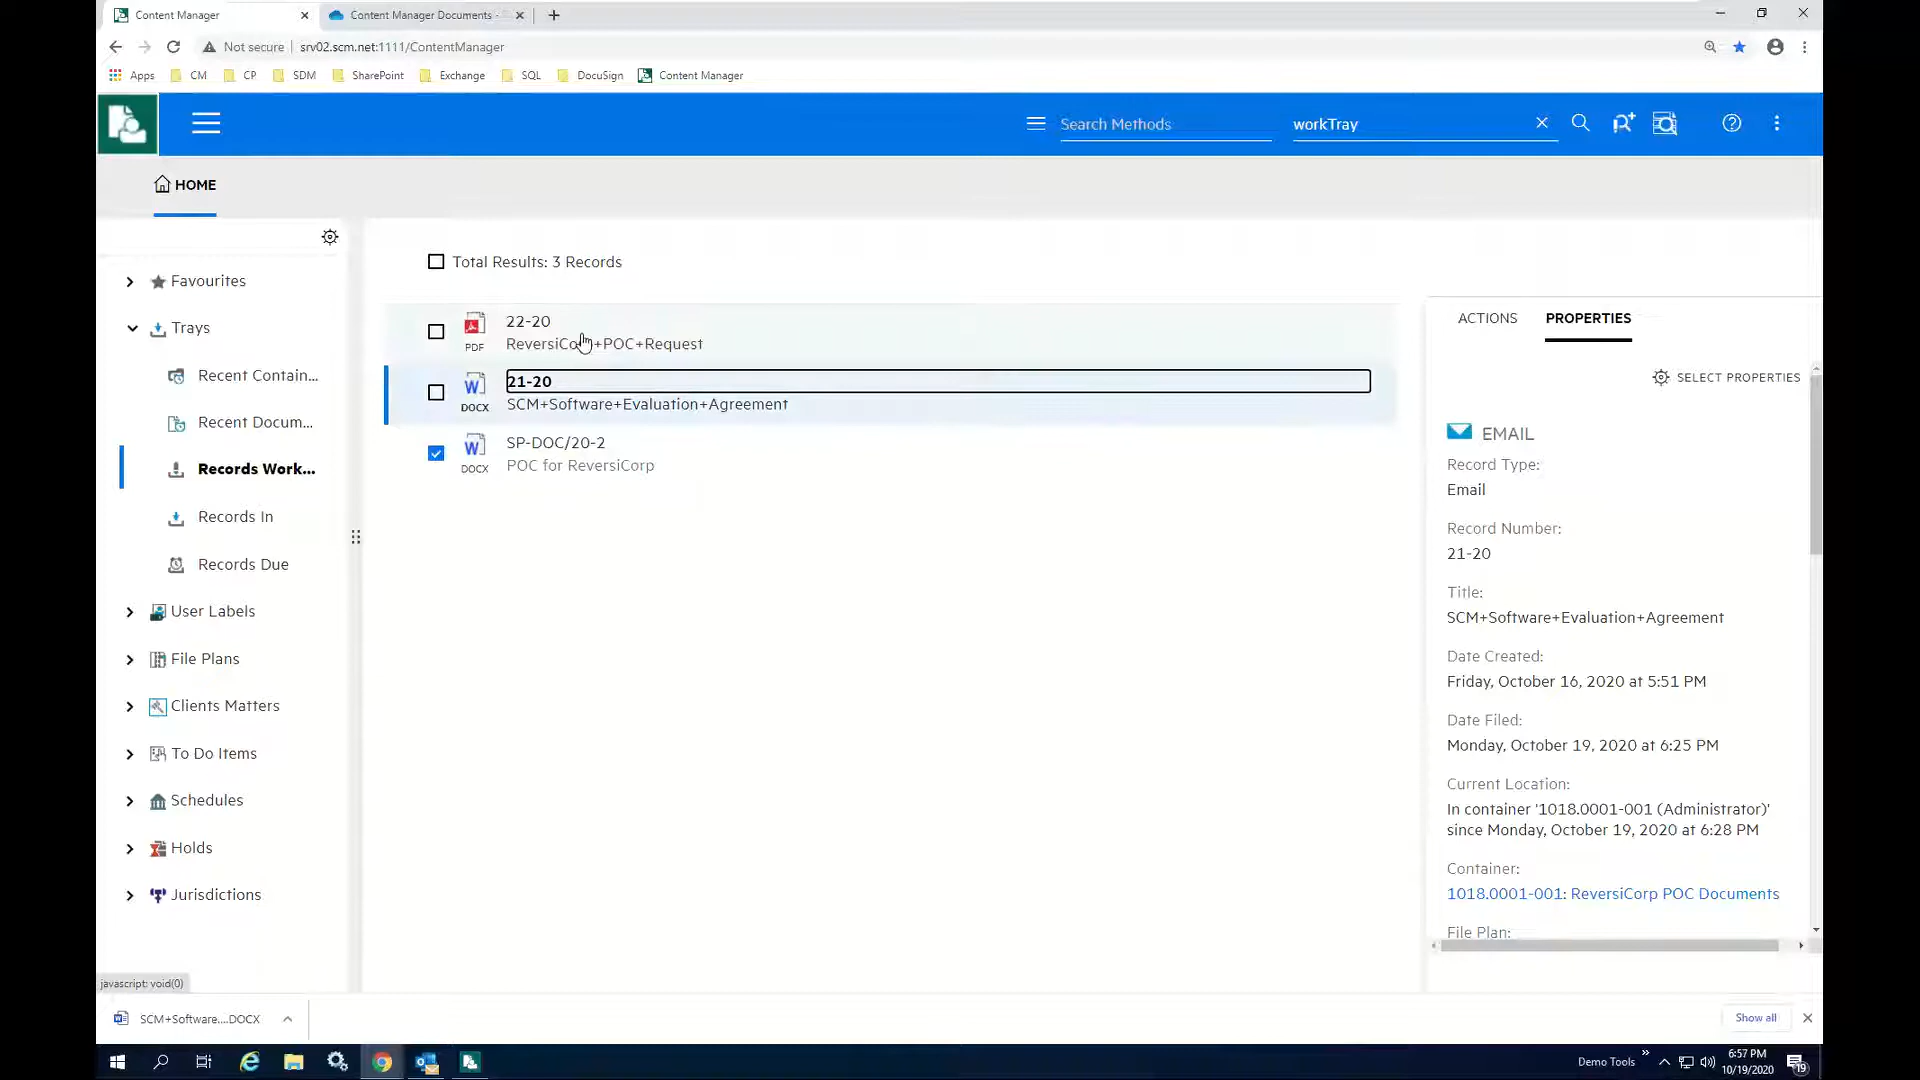 Content Manager
Content Manager Documents -
Not secure
srv02.scm.net:1111/ContentManager
Apps
CM
CP
SDM
SharePoint
Exchange
SQL
DocuSign
Content Manager
Search Methods
workTray
HOME
Favourites
Trays
Recent Contain...
Recent Docum...
Records Work...
Records In
Records Due
User Labels
File Plans
Clients Matters
To Do Items
Schedules
Holds
Jurisdictions
Total Results: 3 Records
PDF
22-20
ReversiCorp+POC+Request
DOCX
21-20
SCM+Software+Evaluation+Agreement
DOCX
SP-DOC/20-2
POC for ReversiCorp
ACTIONS
PROPERTIES
SELECT PROPERTIES
EMAIL
Record Type:
Email
Record Number:
21-20
Title:
SCM+Software+Evaluation+Agreement
Date Created:
Friday, October 16, 2020 at 5:51 PM
Date Filed:
Monday, October 19, 2020 at 6:25 PM
Current Location:
In container '1018.0001-001 (Administrator)'
since Monday, October 19, 2020 at 6:28 PM
Container:
1018.0001-001: ReversiCorp POC Documents
File Plan:
javascript: void(0)
SCM+Software....DOCX
Show all
Demo Tools
6:57 PM
10/19/2020
19